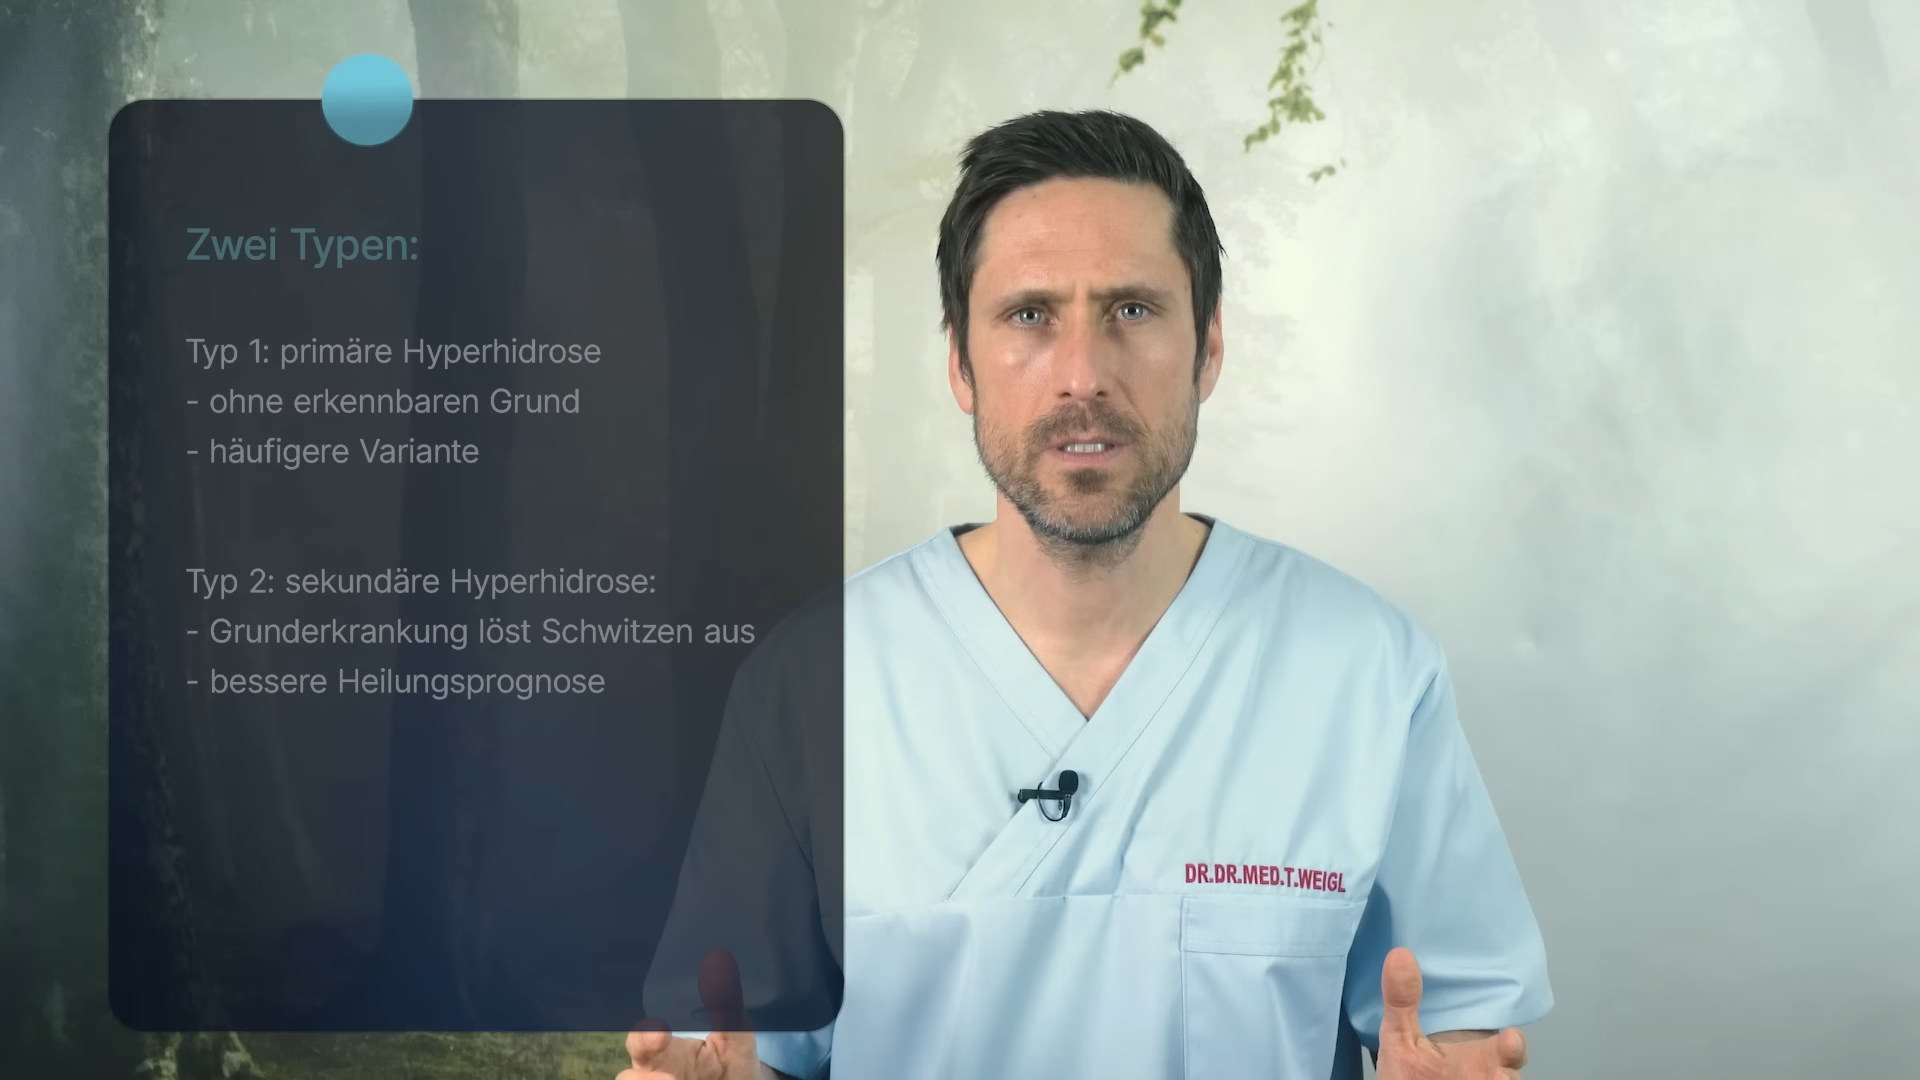 Zwei Typen:
Typ 1: primäre Hyperhidrose
- ohne erkennbaren Grund
- häufigere Variante
Typ 2: sekundäre Hyperhidrose:
- Grunderkrankung löst Schwitzen aus
- bessere Heilungsprognose
DR.DR.MED.T.WEIGL